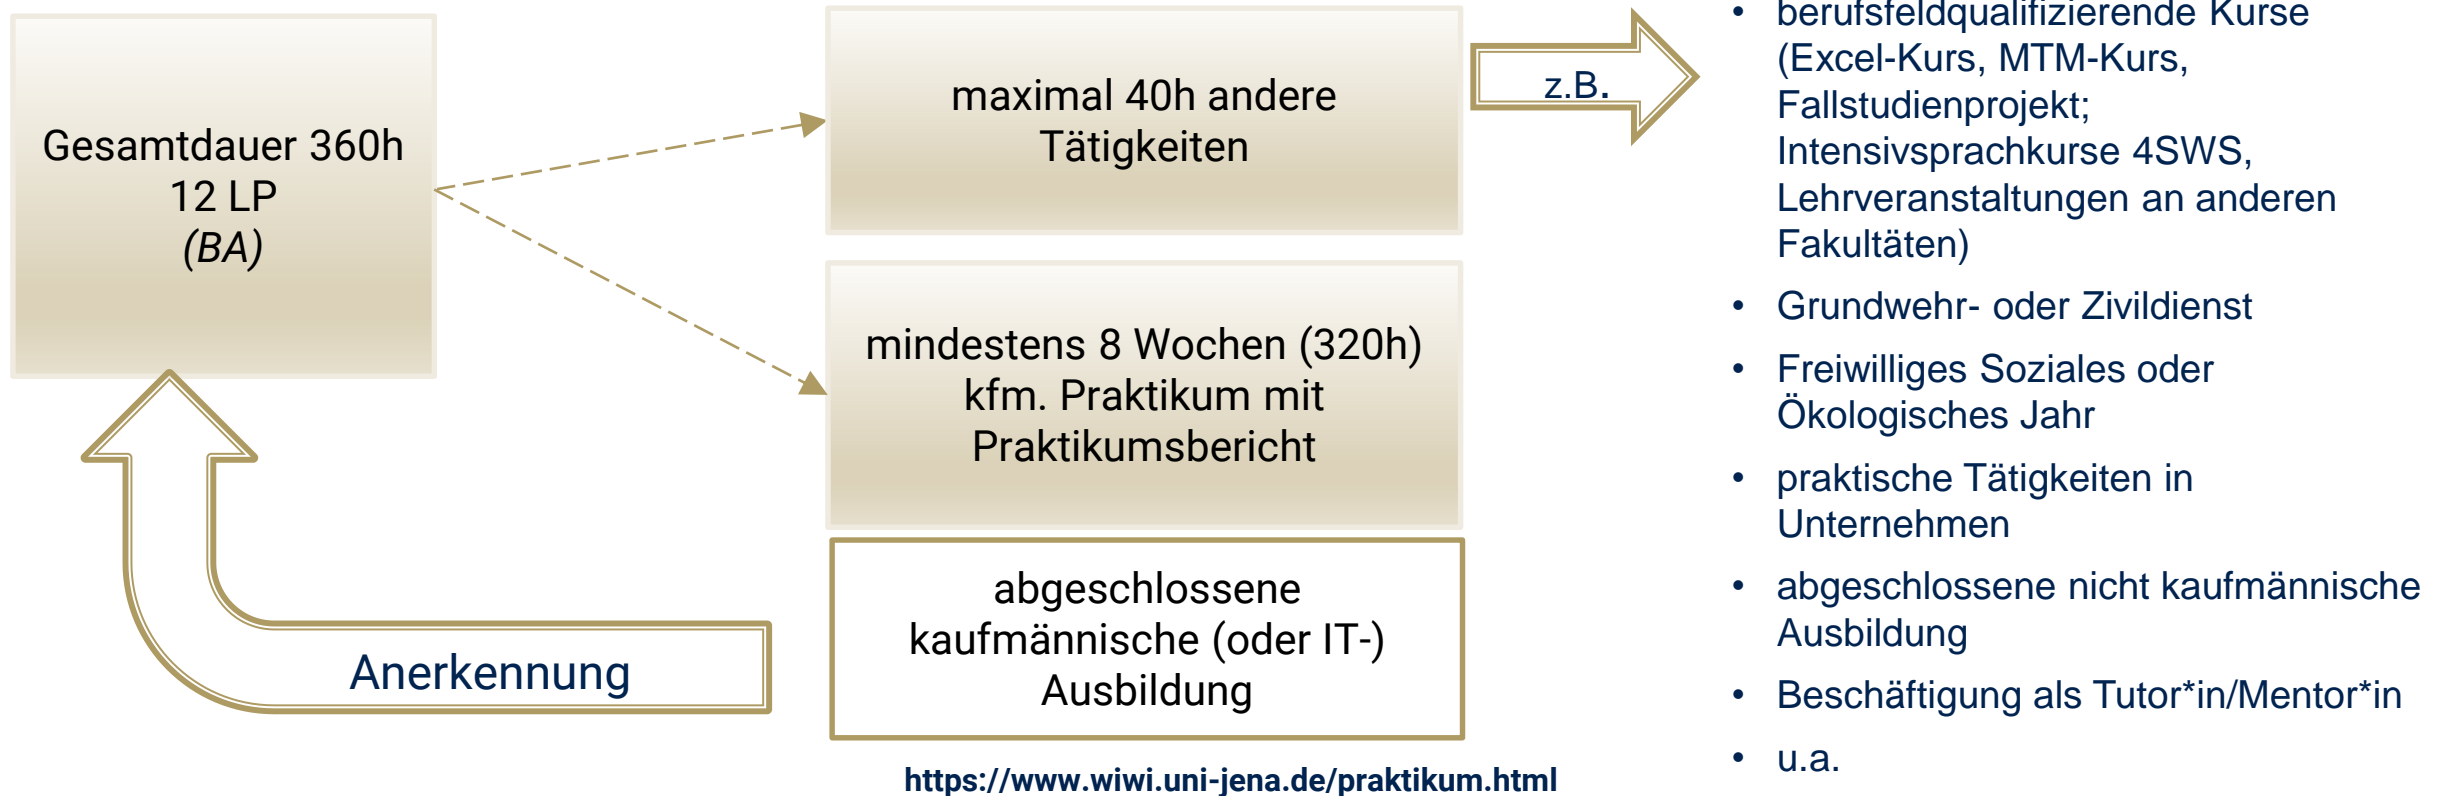 Gesamtdauer 360h
12 LP
(BA)
maximal 40h andere
Tätigkeiten
z.B.
mindestens 8 Wochen (320h)
kfm. Praktikum mit
Praktikumsbericht
abgeschlossene
kaufmännische (oder IT-)
Ausbildung
Anerkennung
https://www.wiwi.uni-jena.de/praktikum.html
• berufsfeldqualifizierende Kurse
(Excel-Kurs, MTM-Kurs,
Fallstudienprojekt;
Intensivsprachkurse 4SWS,
Lehrveranstaltungen an anderen
Fakultäten)
• Grundwehr- oder Zivildienst
• Freiwilliges Soziales oder
Ökologisches Jahr
• praktische Tätigkeiten in
Unternehmen
• abgeschlossene nicht kaufmännische
Ausbildung
• Beschäftigung als Tutor*in/Mentor*in
• u.a.